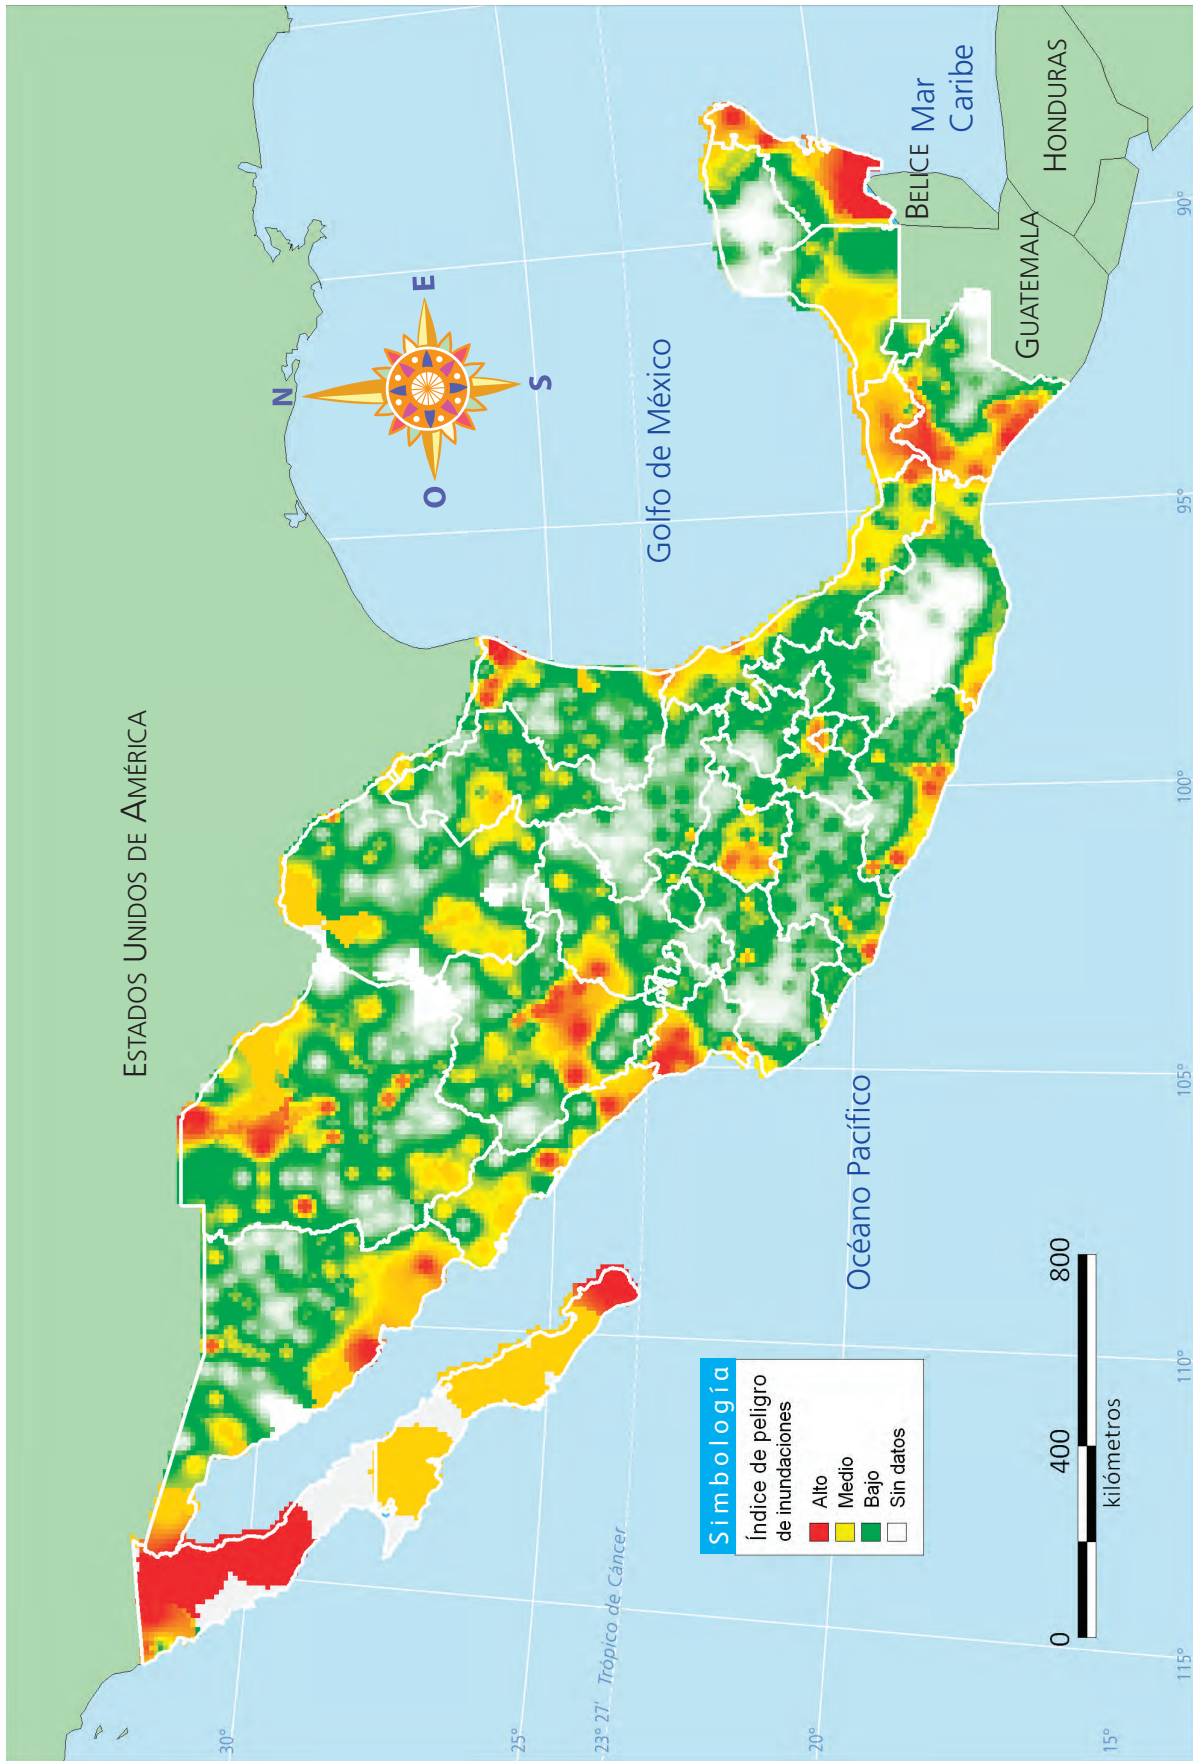 ESTADOS UNIDOS DE AMÉRICA
N
E
S
O
Golfo de México
Mar
Caribe
BELICE
GUATEMALA
HONDURAS
Océano Pacífico
Trópico de Cáncer
30°
25°
23° 27'
20°
15°
115°
110°
105°
100°
95°
90°
Simbología
Índice de peligro
de inundaciones
Alto
Medio
Bajo
Sin datos
0 400 800
kilómetros